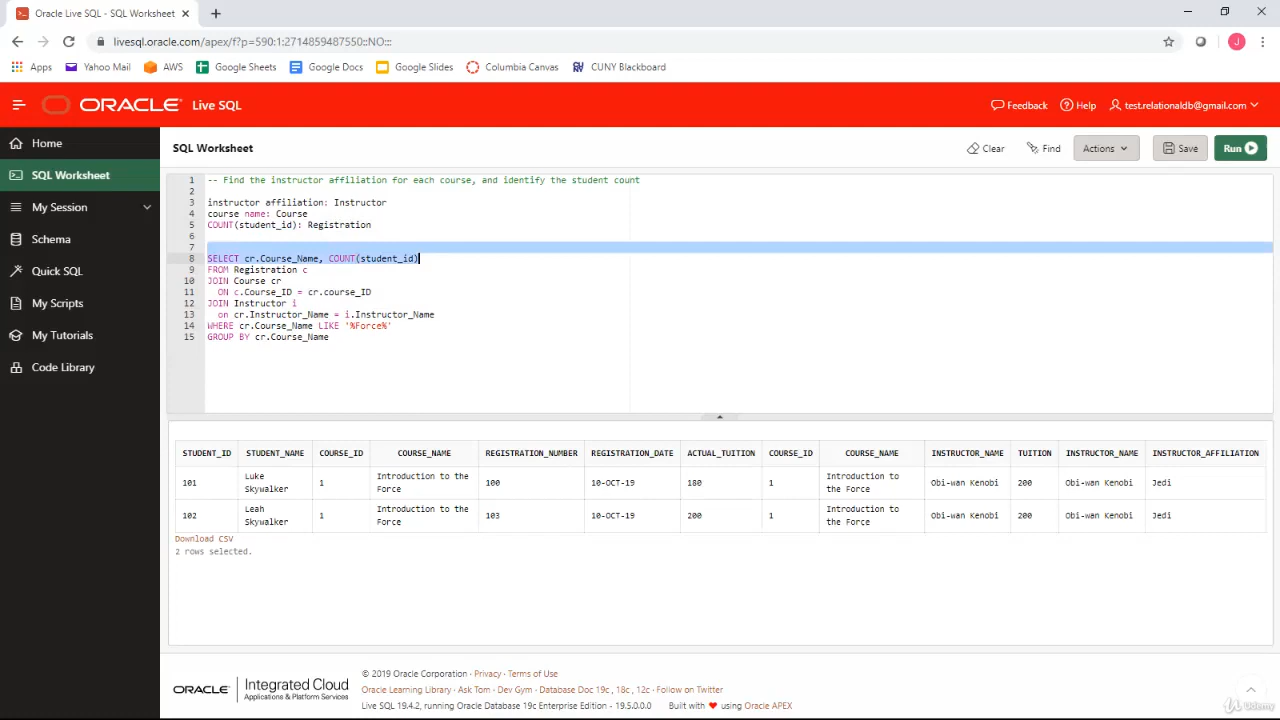 Oracle Live SQL - SQL Worksheet
livesql.oracle.com/apex/f?p=590:1:2714859487550::NO:::
J
Apps Yahoo Mail AWS Google Sheets Google Docs Google Slides Columbia Canvas CUNY Blackboard
ORACLE Live SQL Feedback Help test.relationaldb@gmail.com
Home
SQL Worksheet
My Session
Schema
Quick SQL
My Scripts
My Tutorials
Code Library
SQL Worksheet Clear Find Actions Save Run
1 -- Find the instructor affiliation for each course, and identify the student count
2
3 instructor affiliation: Instructor
4 course name: Course
5 COUNT(student_id): Registration
6
7
8 SELECT cr.Course_Name, COUNT(student_id)
9 FROM Registration c
10 JOIN Course cr
11 ON c.Course_ID = cr.courseID
12 JOIN Instructor i
13 on cr.Instructor_Name = i.Instructor_Name
14 WHERE cr.Course_Name LIKE '%Force%'
15 GROUP BY cr.Course_Name
STUDENT_ID STUDENT_NAME COURSE_ID COURSE_NAME REGISTRATION_NUMBER REGISTRATION_DATE ACTUAL_TUITION COURSE_ID COURSE_NAME INSTRUCTOR_NAME TUITION INSTRUCTOR_NAME INSTRUCTOR_AFFILIATION
101 Luke Skywalker 1 Introduction to the Force 100 10-OCT-19 180 1 Introduction to the Force Obi-wan Kenobi 200 Obi-wan Kenobi Jedi
102 Leah Skywalker 1 Introduction to the Force 103 10-OCT-19 200 1 Introduction to the Force Obi-wan Kenobi 200 Obi-wan Kenobi Jedi
Download CSV
2 rows selected.
ORACLE Integrated Cloud
Applications & Platform Services
© 2019 Oracle Corporation · Privacy · Terms of Use
Oracle Learning Library · Ask Tom · Dev Gym · Database Doc 19c, 18c, 12c · Follow on Twitter
Live SQL 19.4.2, running Oracle Database 19c Enterprise Edition - 19.5.0.0.0 Built with ❤ using Oracle APEX
Udemy